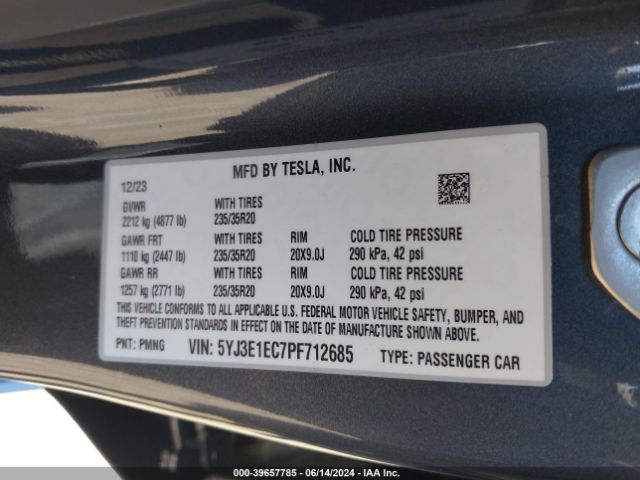 MFD BY TESLA, INC.
12/23
GVWR WITH TIRES
2212 kg (4877 lb) 235/35R20
GAWR FRT WITH TIRES RIM COLD TIRE PRESSURE
1110 kg (2447 lb) 235/35R20 20X9.0J 290 kPa, 42 psi
GAWR RR WITH TIRES RIM COLD TIRE PRESSURE
1257 kg (2771 lb) 235/35R20 20X9.0J 290 kPa, 42 psi
THIS VEHICLE CONFORMS TO ALL APPLICABLE U.S. FEDERAL MOTOR VEHICLE SAFETY, BUMPER, AND
THEFT PREVENTION STANDARDS IN EFFECT ON THE DATE OF MANUFACTURE SHOWN ABOVE.
PNT: PMNG VIN: 5YJ3E1EC7PF712685 TYPE: PASSENGER CAR
000-39657785 - 06/14/2024 - IAA Inc.